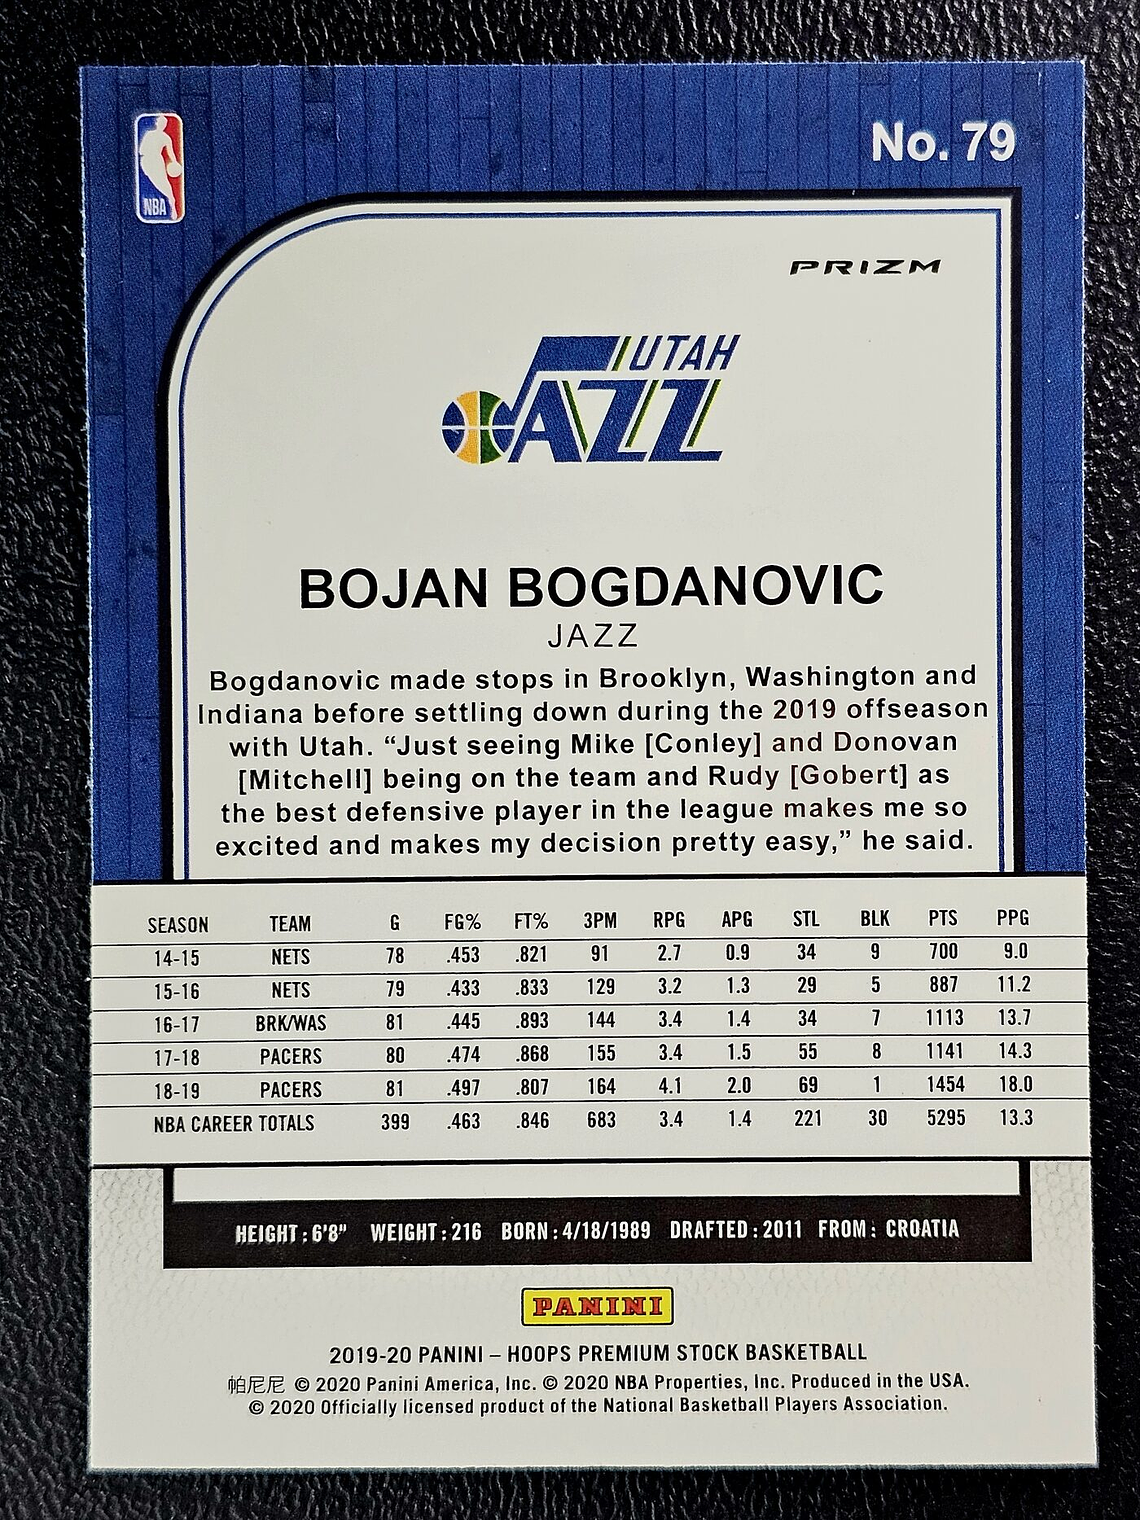 No. 79
NBA
PRIZM
UTAH
JAZZ
BOJAN BOGDANOVIC
JAZZ
Bogdanovic made stops in Brooklyn, Washington and
Indiana before settling down during the 2019 offseason
with Utah. “Just seeing Mike [Conley] and Donovan
[Mitchell] being on the team and Rudy [Gobert] as
the best defensive player in the league makes me so
excited and makes my decision pretty easy,” he said.
SEASON TEAM G FG% FT% 3PM RPG APG STL BLK PTS PPG
14-15 NETS 78 .453 .821 91 2.7 0.9 34 9 700 9.0
15-16 NETS 79 .433 .833 129 3.2 1.3 29 5 887 11.2
16-17 BRK/WAS 81 .445 .893 144 3.4 1.4 34 7 1113 13.7
17-18 PACERS 80 .474 .868 155 3.4 1.5 55 8 1141 14.3
18-19 PACERS 81 .497 .807 164 4.1 2.0 69 1 1454 18.0
NBA CAREER TOTALS 399 .463 .846 683 3.4 1.4 221 30 5295 13.3
HEIGHT : 6'8" WEIGHT : 216 BORN : 4/18/1989 DRAFTED : 2011 FROM : CROATIA
PANINI
2019-20 PANINI – HOOPS PREMIUM STOCK BASKETBALL
帕尼尼 © 2020 Panini America, Inc. © 2020 NBA Properties, Inc. Produced in the USA.
© 2020 Officially licensed product of the National Basketball Players Association.